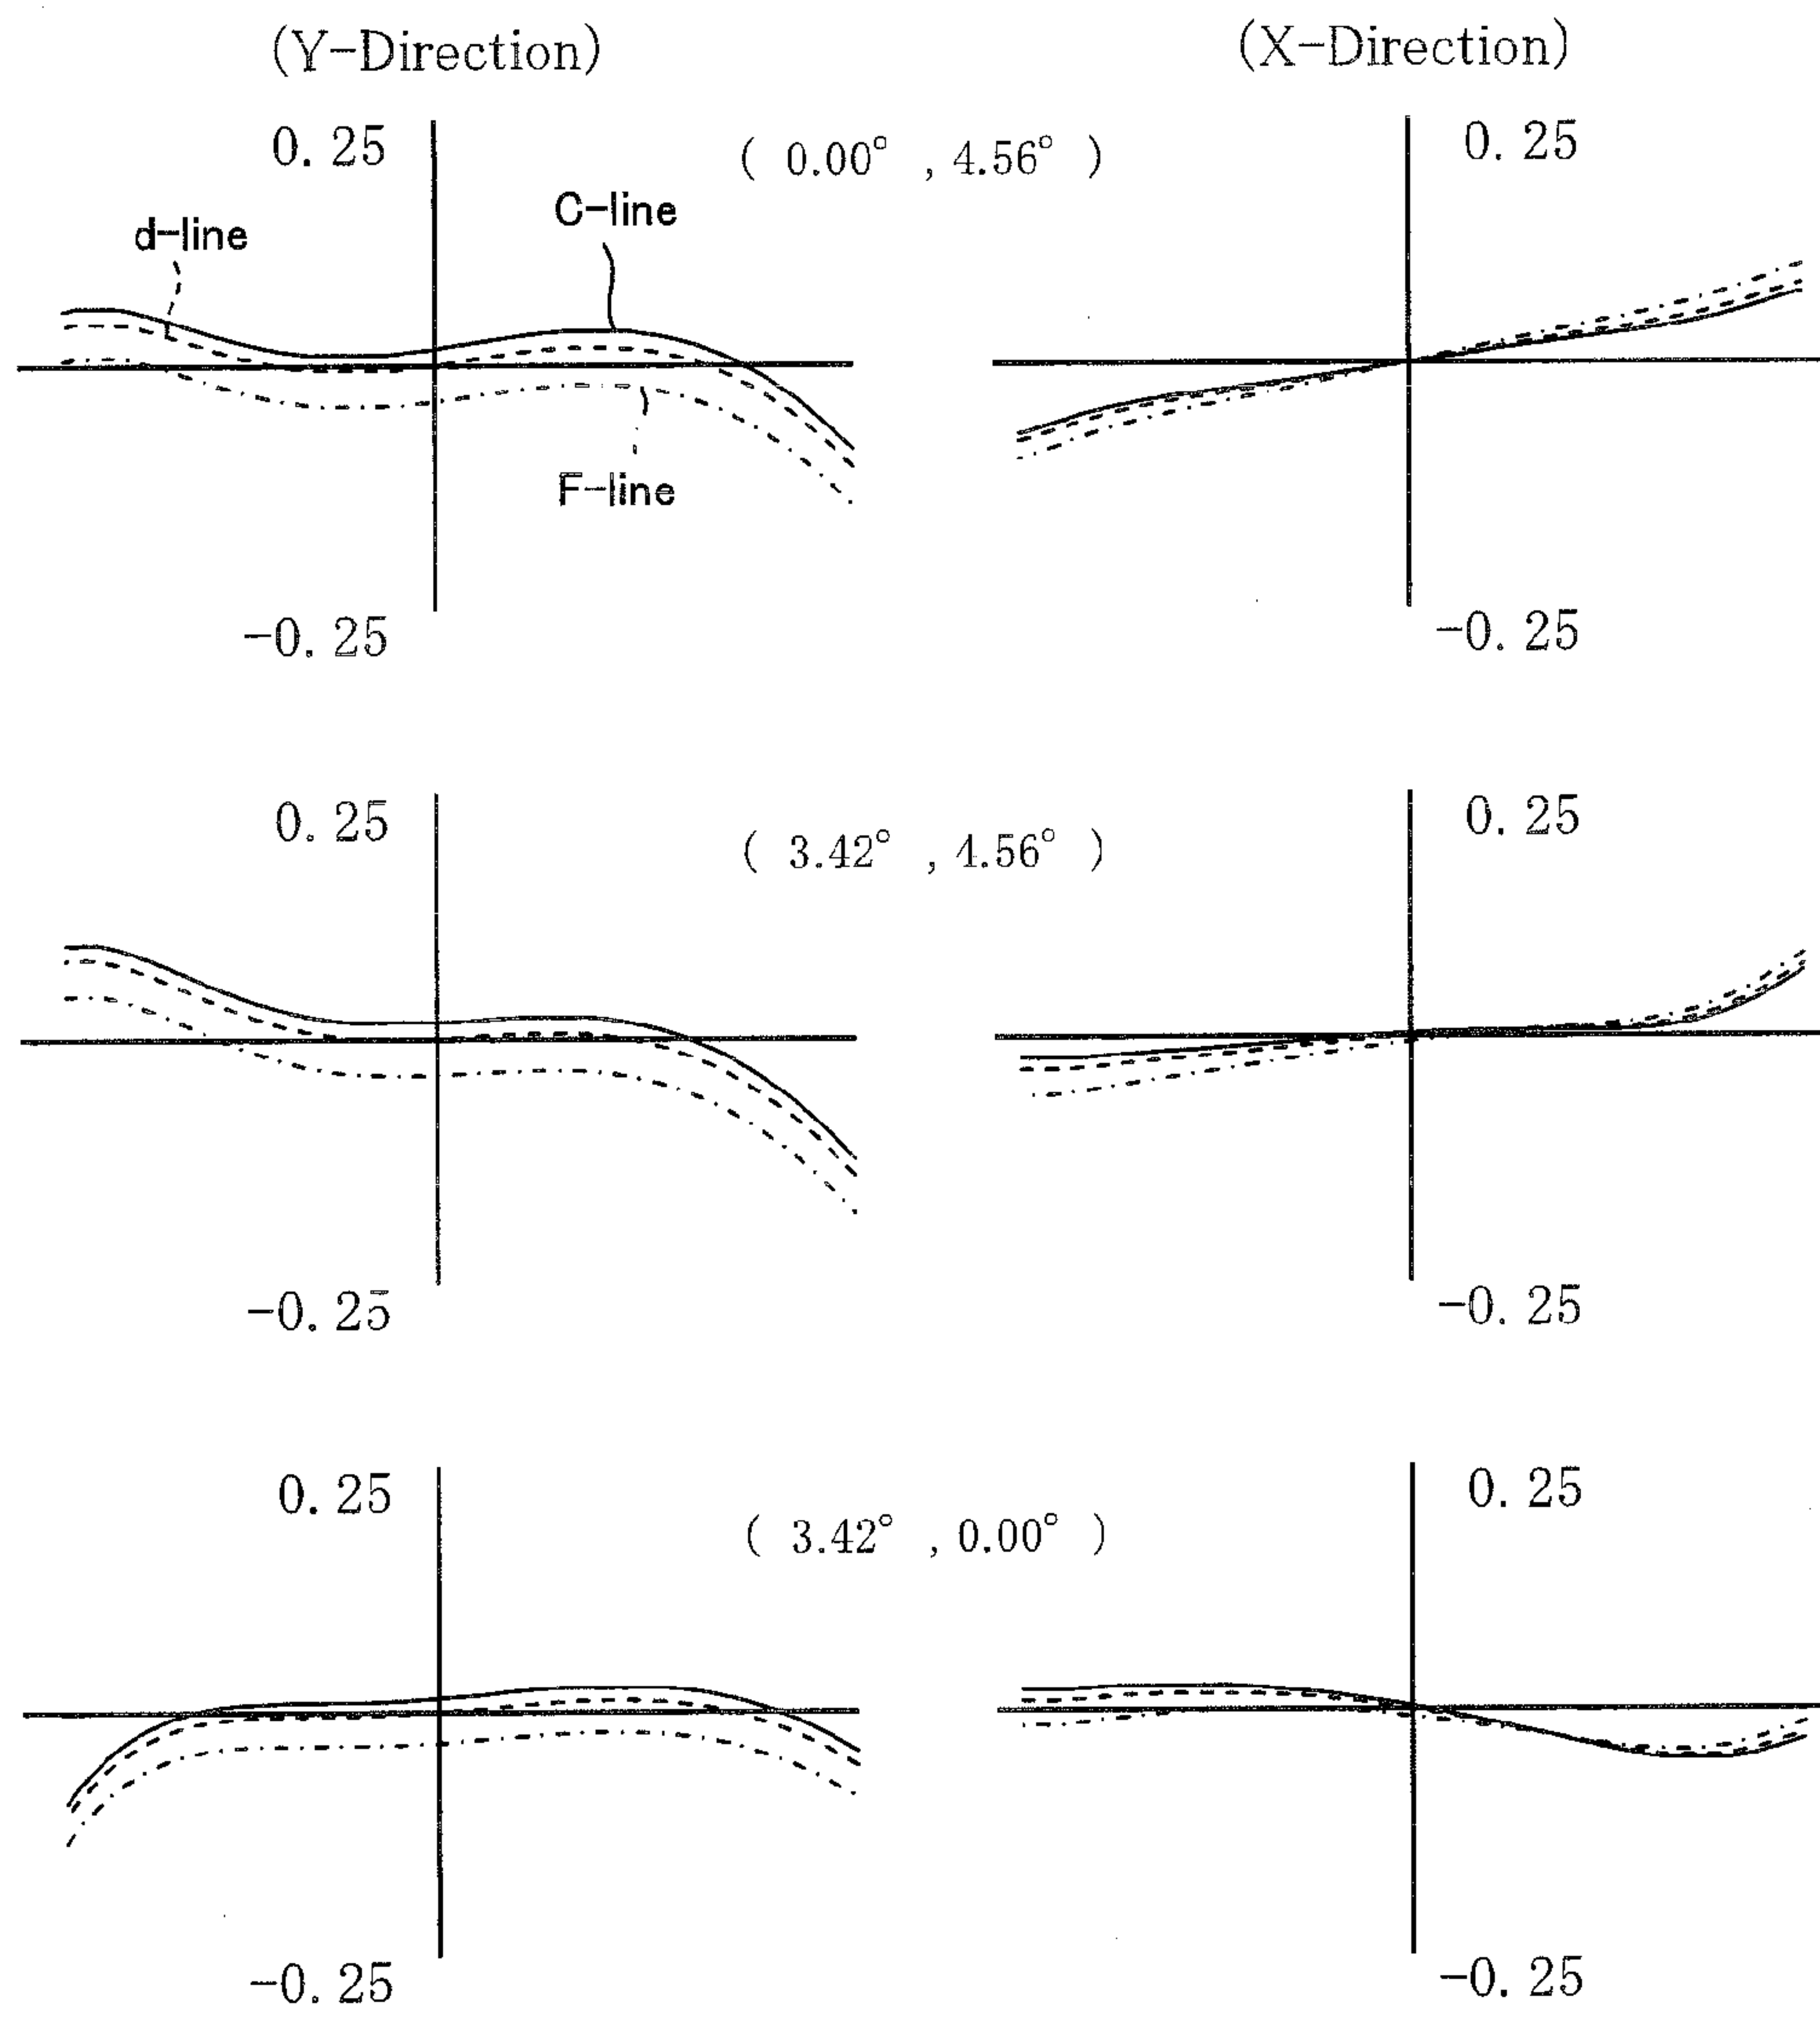 (Y-Direction) (X-Direction)
0. 25 ( 0.00° , 4.56° ) 0. 25
d-line C-line
F-line
-0. 25 -0. 25
0. 25 ( 3.42° , 4.56° ) 0. 25
-0. 25 -0. 25
0. 25 ( 3.42° , 0.00° ) 0. 25
-0. 25 -0. 25